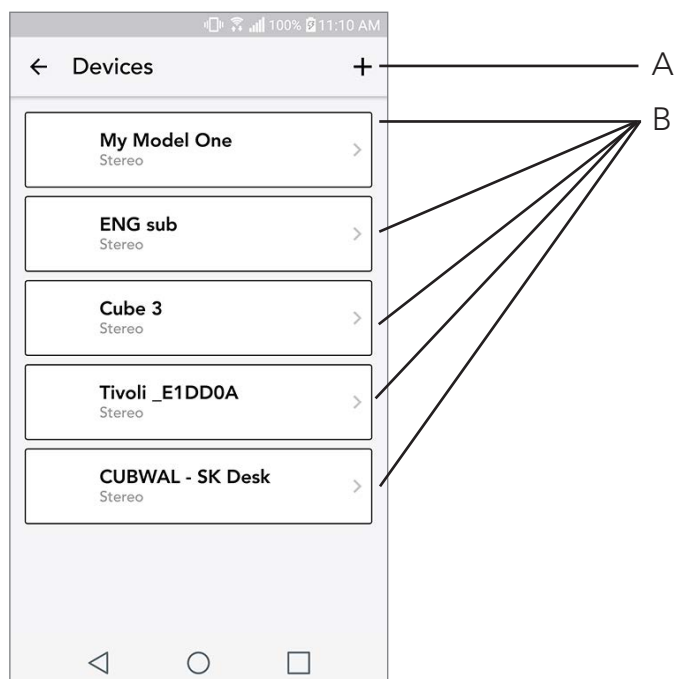 100% 11:10 AM
Devices +
A
B
My Model One
Stereo
ENG sub
Stereo
Cube 3
Stereo
Tivoli _E1DD0A
Stereo
CUBWAL - SK Desk
Stereo